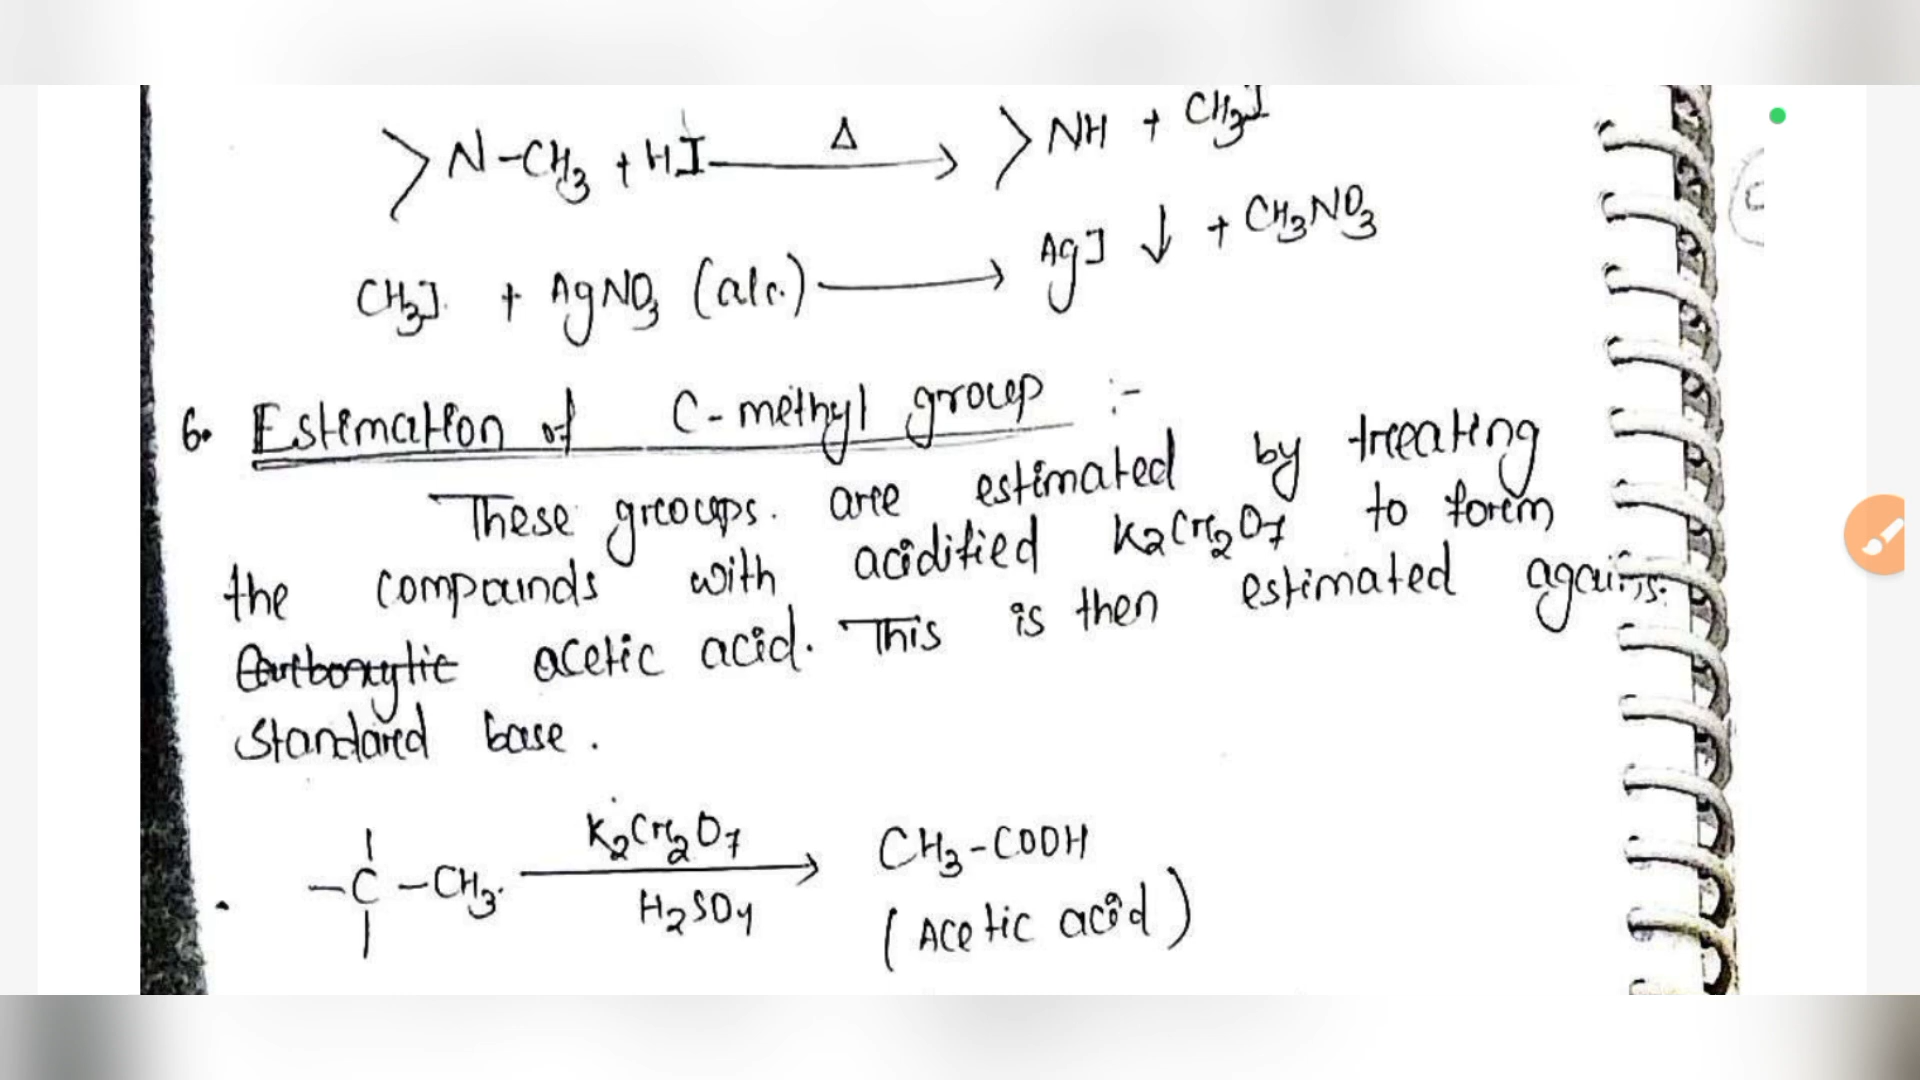 >N-CH3 + HI —Δ→ >NH + CH3I
CH3I + AgNO3 (alc.) → AgI ↓ + CH3NO3
6. Estimation of C-methyl group :-
These groups. are estimated by treating
the compounds with acidified K2Cr2O7 to form
Carboxylic acetic acid. This is then estimated agains
Standard base.
K2Cr2O7
-C-CH3. → CH3-COOH
H2SO4
(Acetic acid)